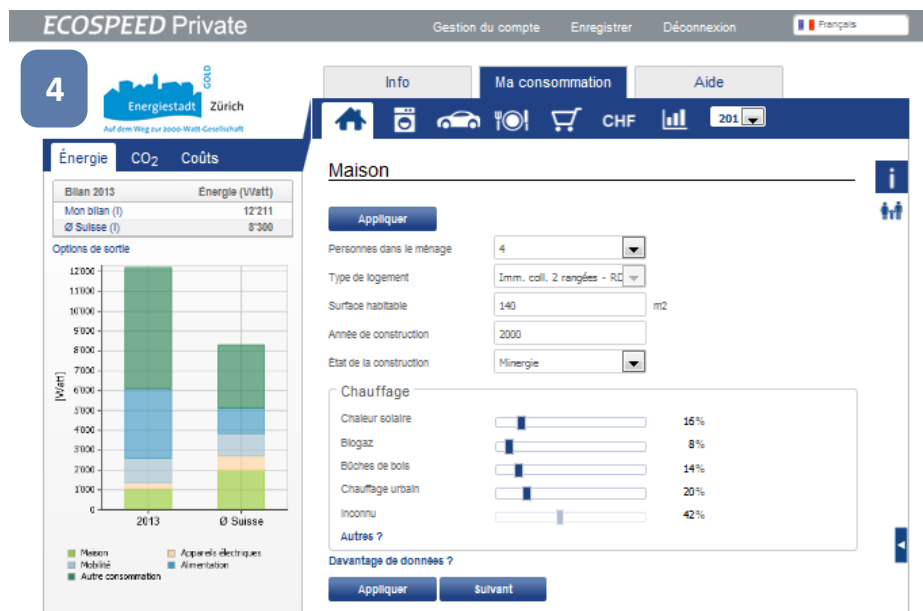 ECOSPEED Private
Gestion du compte Enregistrer Déconnexion Français
4
GOLD
Energiestadt Zürich
Auf dem Weg zur 2000-Watt-Gesellschaft
Info Ma consommation Aide
CHF 201
Énergie CO2 Coûts
Bilan 2013 Énergie (Watt)
Mon bilan (I) 12'211
Ø Suisse (I) 8'300
Options de sortie
[Watt]
12'000
11'000
10'000
9'000
8'000
7'000
6'000
5'000
4'000
3'000
2'000
1'000
0
2013 Ø Suisse
Maison Appareils électriques
Mobilité Alimentation
Autre consommation
Maison
i
Appliquer
Personnes dans le ménage 4
Type de logement Imm. coll. 2 rangées - RD
Surface habitable 140 m2
Année de construction 2000
État de la construction Minergie
Chauffage
Chaleur solaire 16%
Biogaz 8%
Bûches de bois 14%
Chauffage urbain 20%
Inconnu 42%
Autres ?
Davantage de données ?
Appliquer Suivant